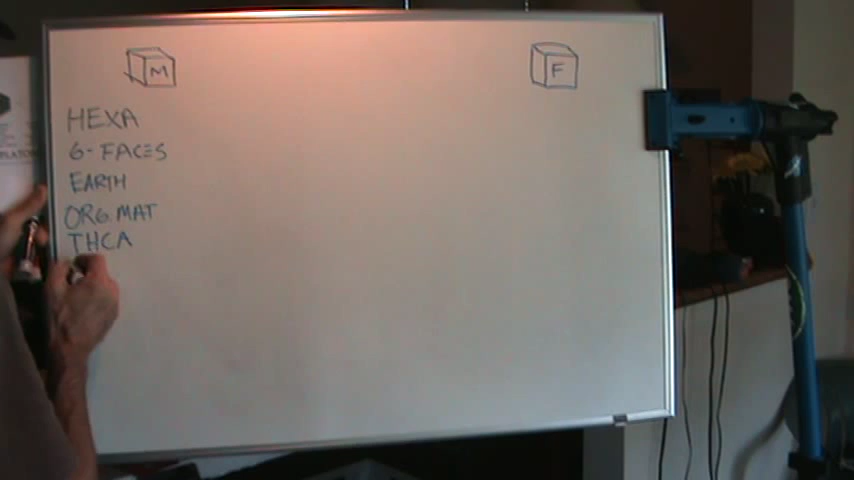 M
F
HEXA
6-FACES
EARTH
ORG. MAT
THCA